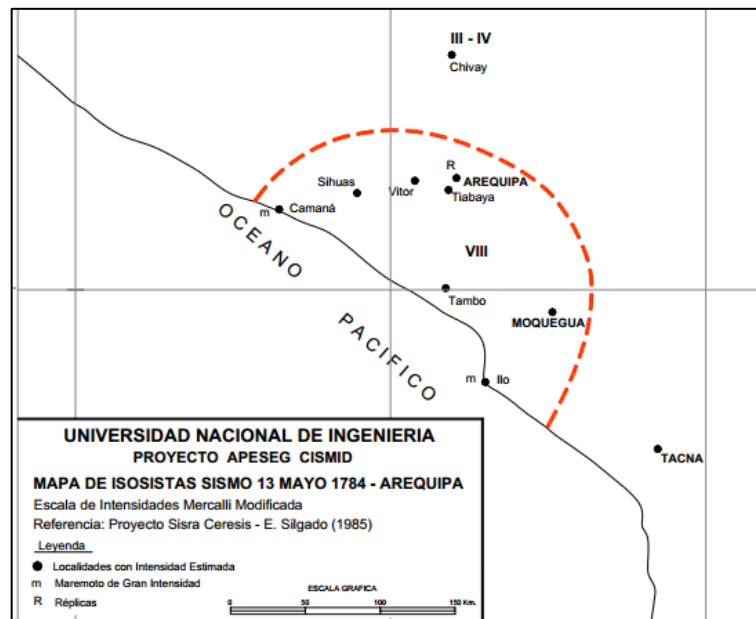 III - IV
Chivay
R
Sihuas
Vitor
AREQUIPA
Tiabaya
m
Camaná
OCEANO
PACIFICO
VIII
Tambo
MOQUEGUA
m
Ilo
TACNA
UNIVERSIDAD NACIONAL DE INGENIERIA
PROYECTO APESEG CISMID
MAPA DE ISOSISTAS SISMO 13 MAYO 1784 - AREQUIPA
Escala de Intensidades Mercalli Modificada
Referencia: Proyecto Sisra Ceresis - E. Silgado (1985)
Leyenda
Localidades con Intensidad Estimada
m Maremoto de Gran Intensidad
R Réplicas
ESCALA GRAFICA
0 50 100 150 Km.